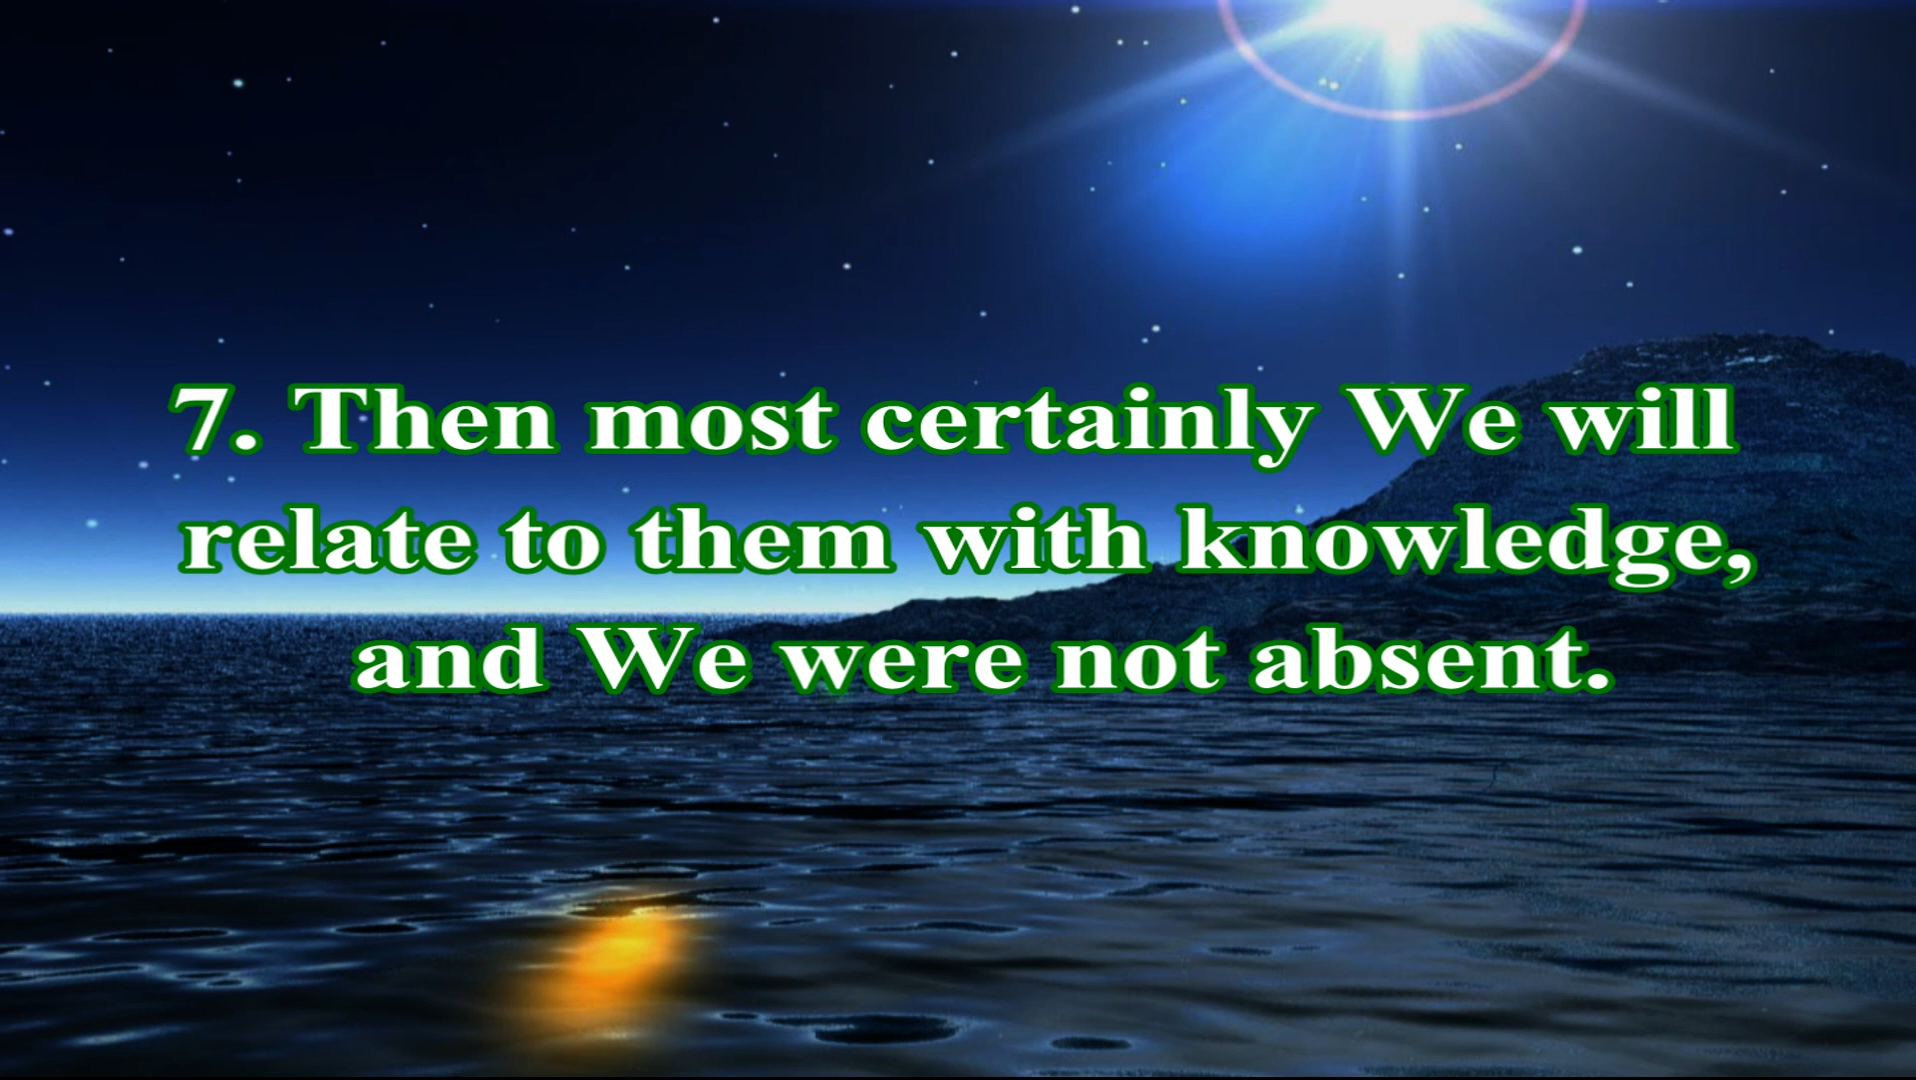 7. Then most certainly We will
relate to them with knowledge,
and We were not absent.